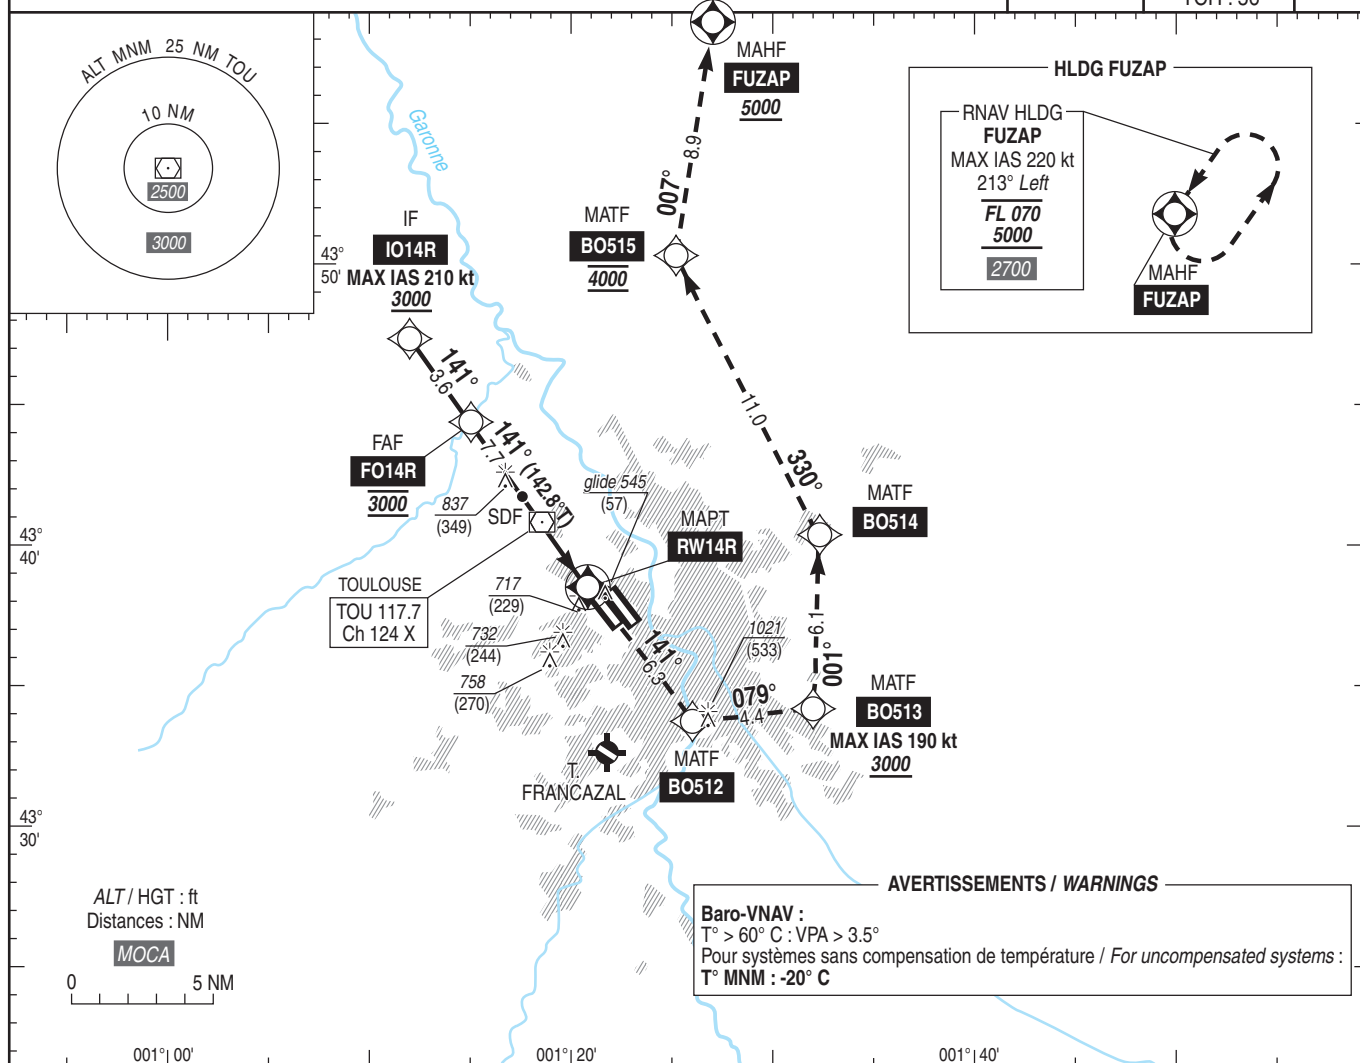 TCH : 50
ALT MNM 25 NM TOU
10 NM
2500
3000
Garonne
MAHF
FUZAP
5000
HLDG FUZAP
RNAV HLDG
FUZAP
MAX IAS 220 kt
213° Left
FL 070
5000
2700
MAHF
FUZAP
8.9
007°
MATF
BO515
4000
IF
IO14R
MAX IAS 210 kt
3000
43°
50'
141°
3.6
FAF
FO14R
3000
141° (142.8°T)
7.7
837
(349)
SDF
glide 545
(57)
MAPT
RW14R
11.0
330°
MATF
BO514
43°
40'
TOULOUSE
TOU 117.7
Ch 124 X
717
(229)
732
(244)
758
(270)
141°
6.3
1021
(533)
079°
4.4
6.1
001°
MATF
BO513
MAX IAS 190 kt
3000
MATF
BO512
T.
FRANCAZAL
43°
30'
ALT / HGT : ft
Distances : NM
MOCA
0 5 NM
AVERTISSEMENTS / WARNINGS
Baro-VNAV :
T° > 60° C : VPA > 3.5°
Pour systèmes sans compensation de température / For uncompensated systems :
T° MNM : -20° C
001° 00'
001° 20'
001° 40'